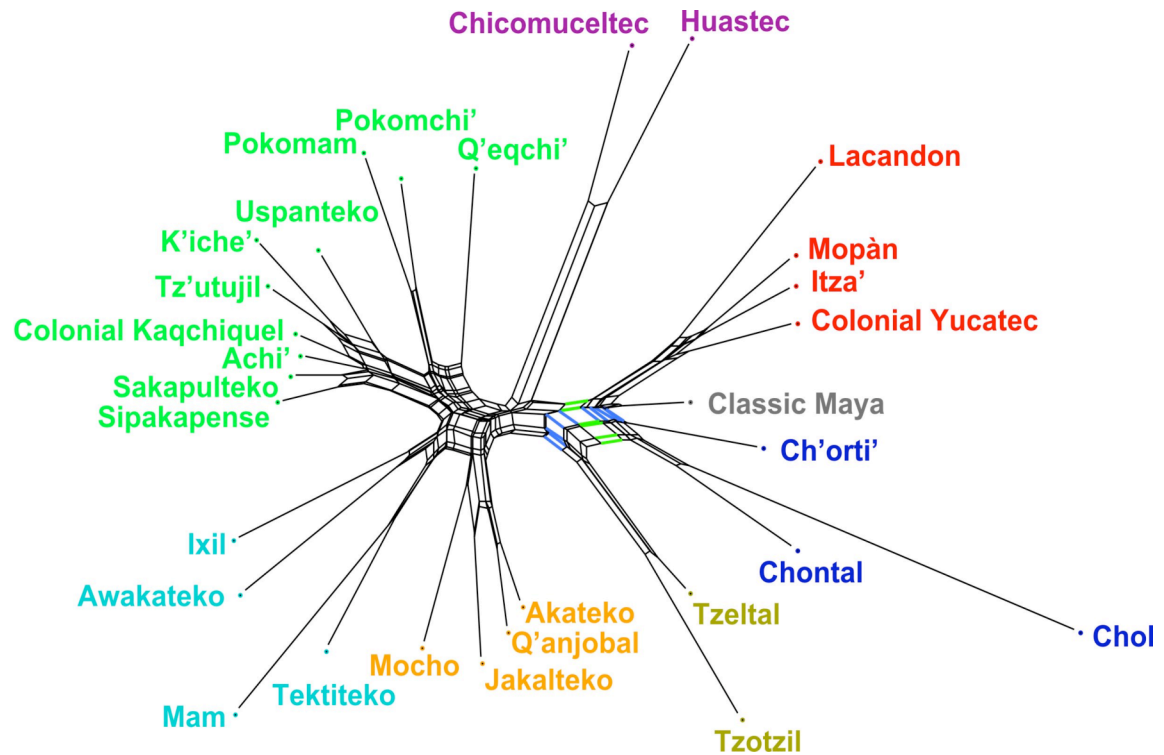 Chicomuceltec
Huastec
Pokomchi’
Pokomam
Q’eqchi’
Lacandon
Uspanteko
K’iche’
Mopàn
Tz’utujil
Itza’
Colonial Kaqchiquel
Colonial Yucatec
Achi’
Sakapulteko
Classic Maya
Sipakapense
Ch’orti’
Ixil
Chontal
Awakateko
Akateko
Tzeltal
Q’anjobal
Chol
Mocho
Jakalteko
Tektiteko
Mam
Tzotzil